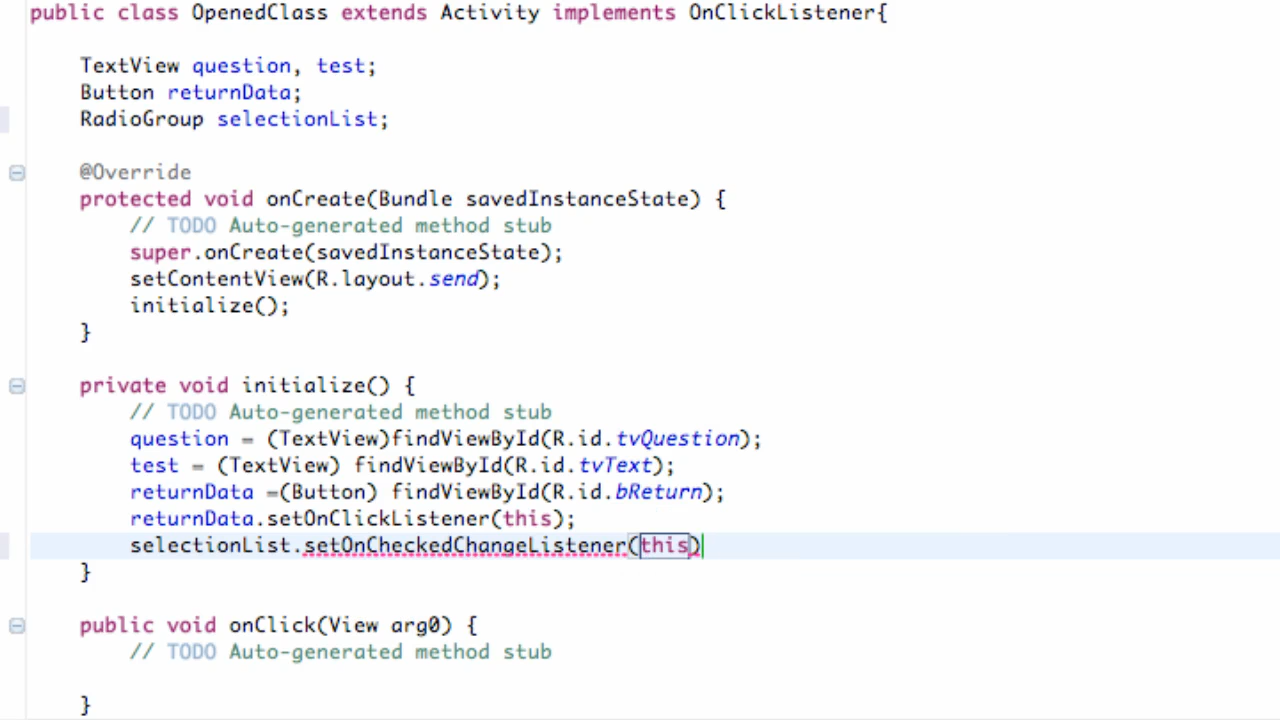 public class OpenedClass extends Activity implements OnClickListener{
TextView question, test;
Button returnData;
RadioGroup selectionList;
@Override
protected void onCreate(Bundle savedInstanceState) {
// TODO Auto-generated method stub
super.onCreate(savedInstanceState);
setContentView(R.layout.send);
initialize();
}
private void initialize() {
// TODO Auto-generated method stub
question = (TextView)findViewById(R.id.tvQuestion);
test = (TextView) findViewById(R.id.tvText);
returnData =(Button) findViewById(R.id.bReturn);
returnData.setOnClickListener(this);
selectionList.setOnCheckedChangeListener(this)
}
public void onClick(View arg0) {
// TODO Auto-generated method stub
}